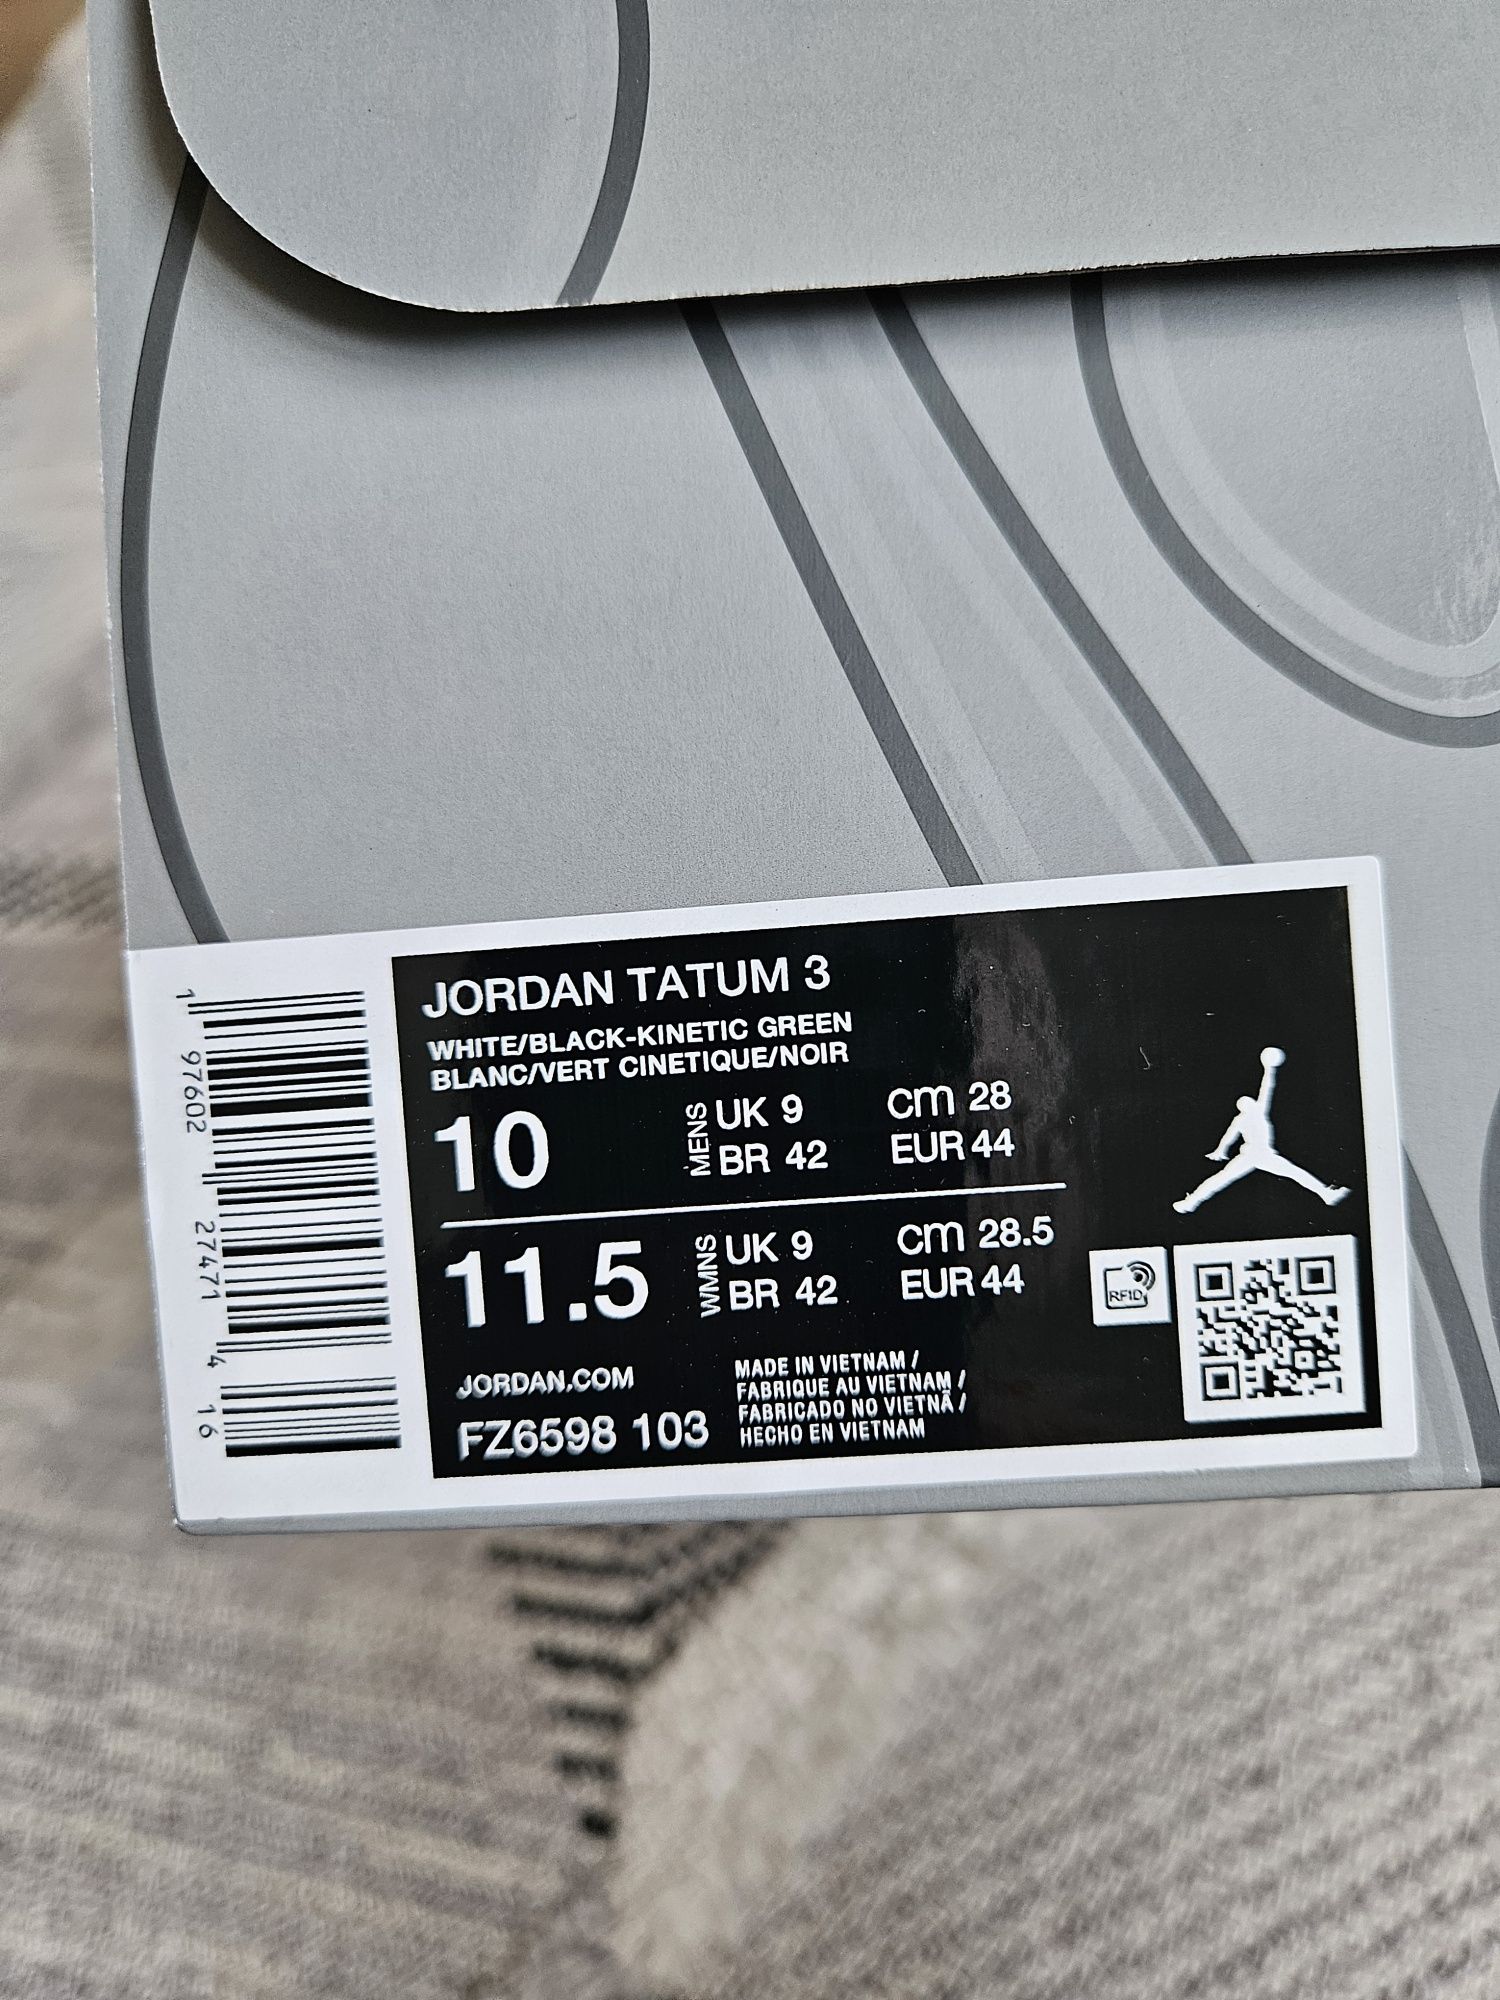 JORDAN TATUM 3
WHITE/BLACK-KINETIC GREEN
BLANC/VERT CINETIQUE/NOIR
10
MENS
UK 9
BR 42
cm 28
EUR 44
11.5
WMNS
UK 9
BR 42
cm 28.5
EUR 44
JORDAN.COM
FZ6598 103
MADE IN VIETNAM /
FABRIQUE AU VIETNAM /
FABRICADO NO VIETNÃ /
HECHO EN VIETNAM
RFID
1 97602 27471 4 16